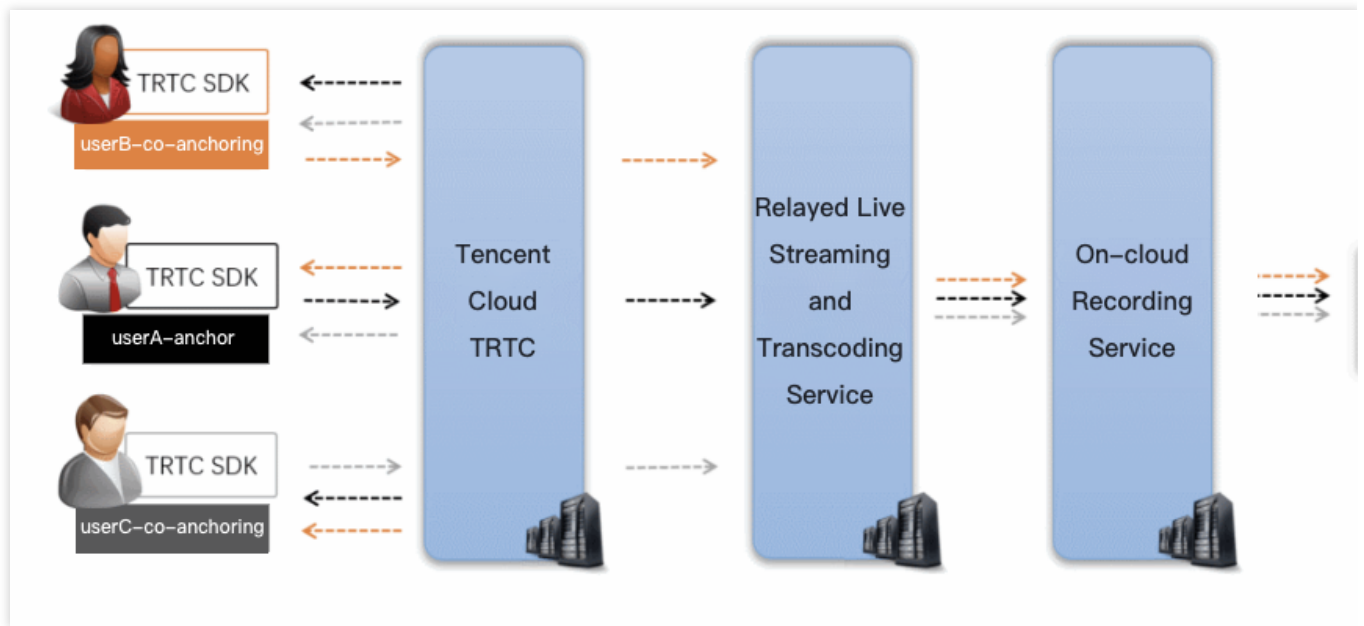 TRTC SDK
userB-co-anchoring
TRTC SDK
userA-anchor
TRTC SDK
userC-co-anchoring
Tencent
Cloud
TRTC
Relayed Live
Streaming
and
Transcoding
Service
On-cloud
Recording
Service